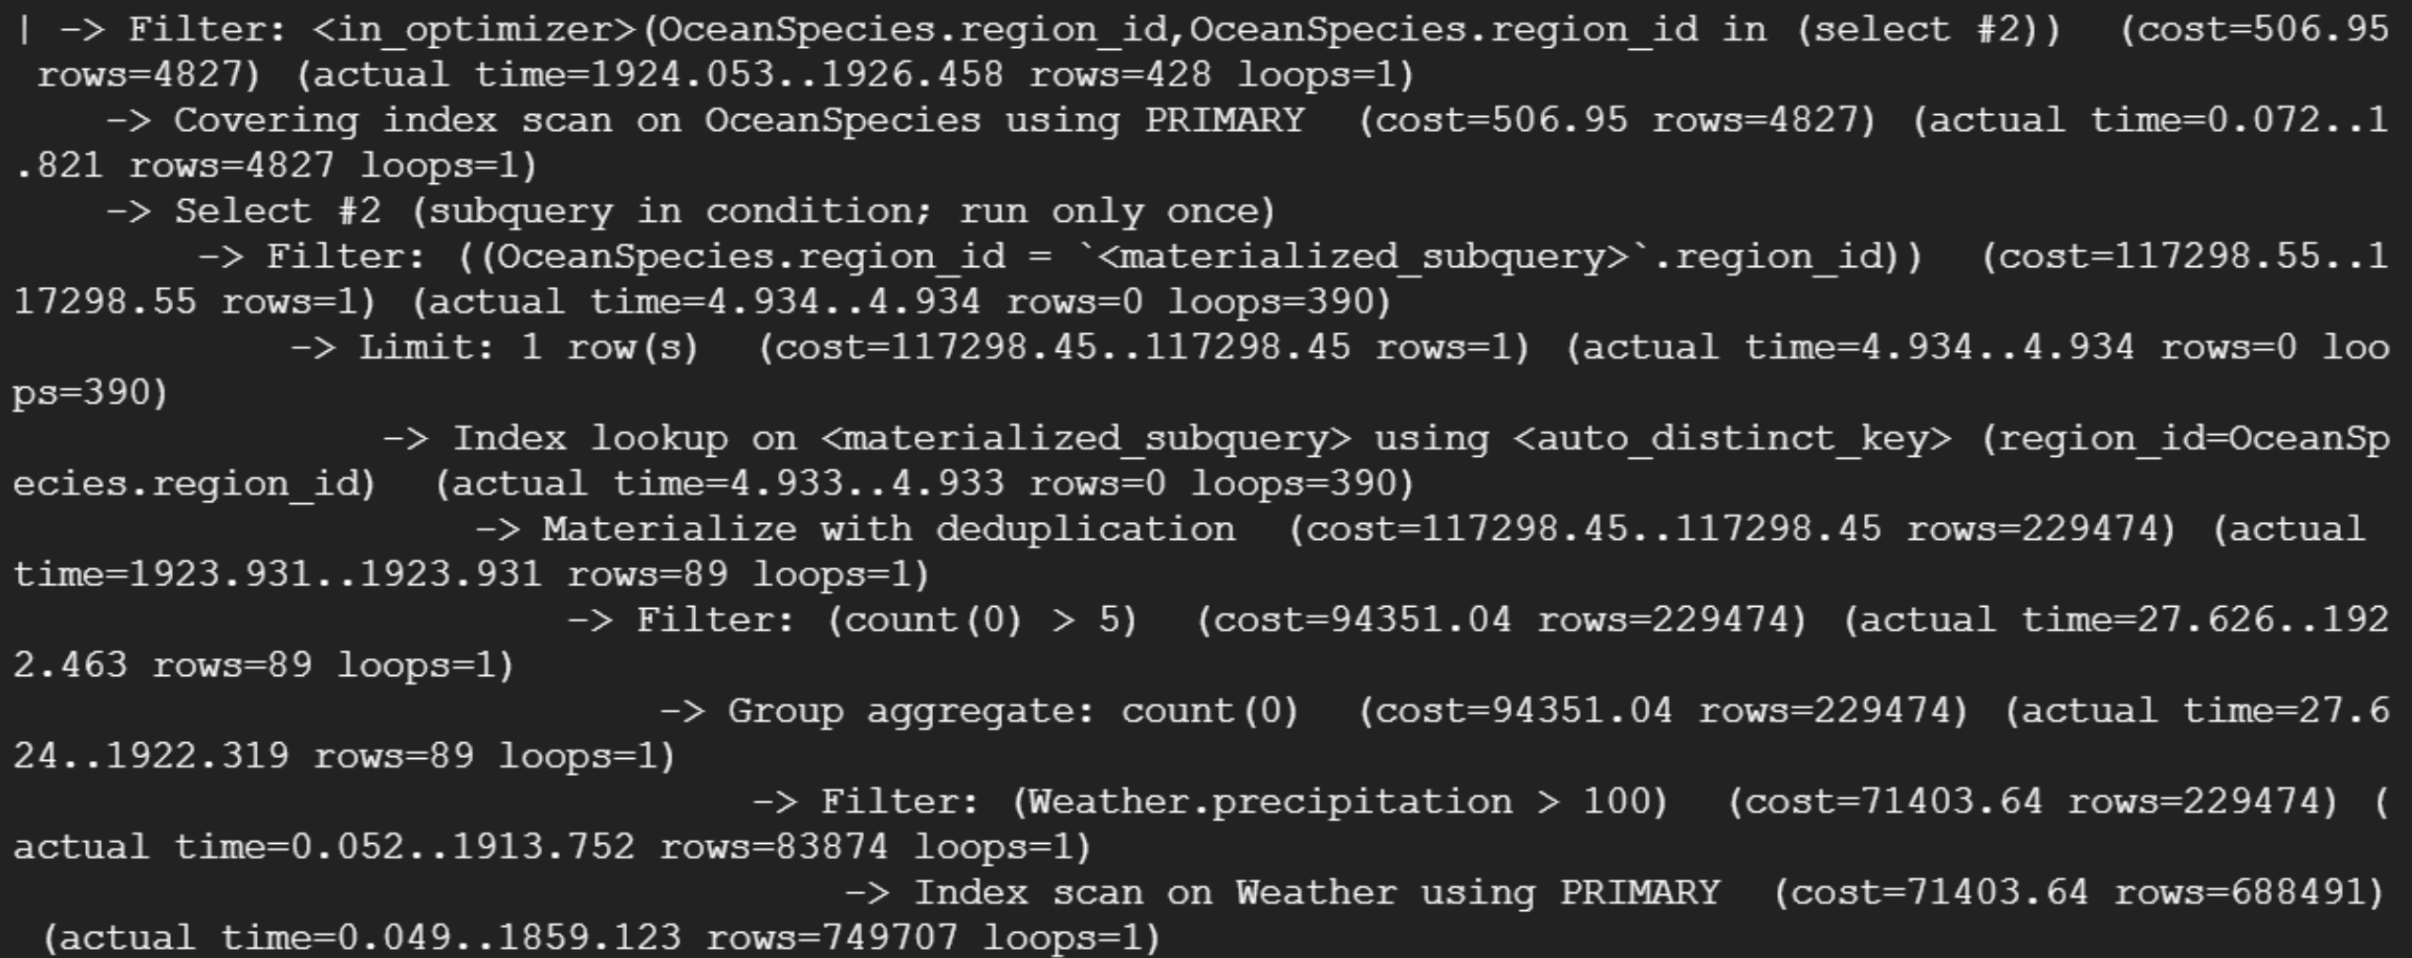 | -> Filter: <in_optimizer>(OceanSpecies.region_id,OceanSpecies.region_id in (select #2))  (cost=506.95
 rows=4827) (actual time=1924.053..1926.458 rows=428 loops=1)
    -> Covering index scan on OceanSpecies using PRIMARY  (cost=506.95 rows=4827) (actual time=0.072..1
.821 rows=4827 loops=1)
    -> Select #2 (subquery in condition; run only once)
        -> Filter: ((OceanSpecies.region_id = `<materialized_subquery>`.region_id))  (cost=117298.55..1
17298.55 rows=1) (actual time=4.934..4.934 rows=0 loops=390)
            -> Limit: 1 row(s)  (cost=117298.45..117298.45 rows=1) (actual time=4.934..4.934 rows=0 loo
ps=390)
                -> Index lookup on <materialized_subquery> using <auto_distinct_key> (region_id=OceanSp
ecies.region_id)  (actual time=4.933..4.933 rows=0 loops=390)
                    -> Materialize with deduplication  (cost=117298.45..117298.45 rows=229474) (actual
time=1923.931..1923.931 rows=89 loops=1)
                        -> Filter: (count(0) > 5)  (cost=94351.04 rows=229474) (actual time=27.626..192
2.463 rows=89 loops=1)
                            -> Group aggregate: count(0)  (cost=94351.04 rows=229474) (actual time=27.6
24..1922.319 rows=89 loops=1)
                                -> Filter: (Weather.precipitation > 100)  (cost=71403.64 rows=229474) (
actual time=0.052..1913.752 rows=83874 loops=1)
                                    -> Index scan on Weather using PRIMARY  (cost=71403.64 rows=688491)
 (actual time=0.049..1859.123 rows=749707 loops=1)